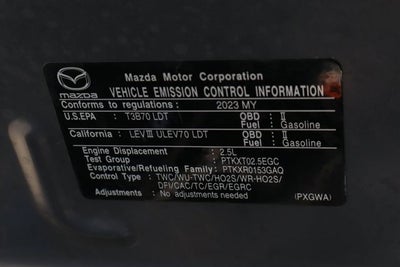 mazda
Mazda Motor Corporation
VEHICLE EMISSION CONTROL INFORMATION
Conforms to regulations: 2023 MY
U.S.EPA : T3B70 LDT OBD : II
Fuel : Gasoline
California : LEVIII ULEV70 LDT OBD : II
Fuel : Gasoline
Engine Displacement : 2.5L
Test Group : PTKXT02.5EGC
Evaporative/Refueling Family: PTKXR0153GAQ
Control Type : TWC/WU-TWC/HO2S/WR-HO2S/
DFI/CAC/TC/EGR/EGRC
Adjustments : No adjustments needed (PXGWA)